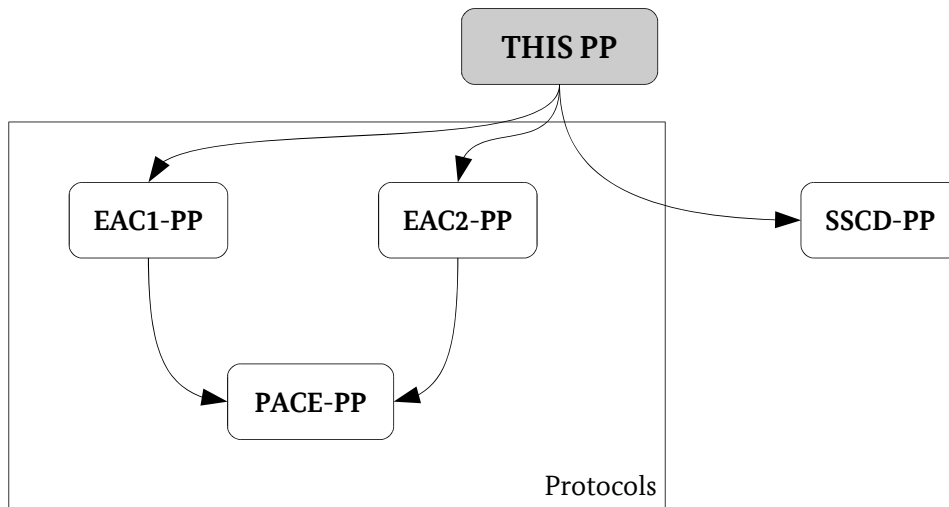 THIS PP
EAC1-PP
EAC2-PP
SSCD-PP
PACE-PP
Protocols